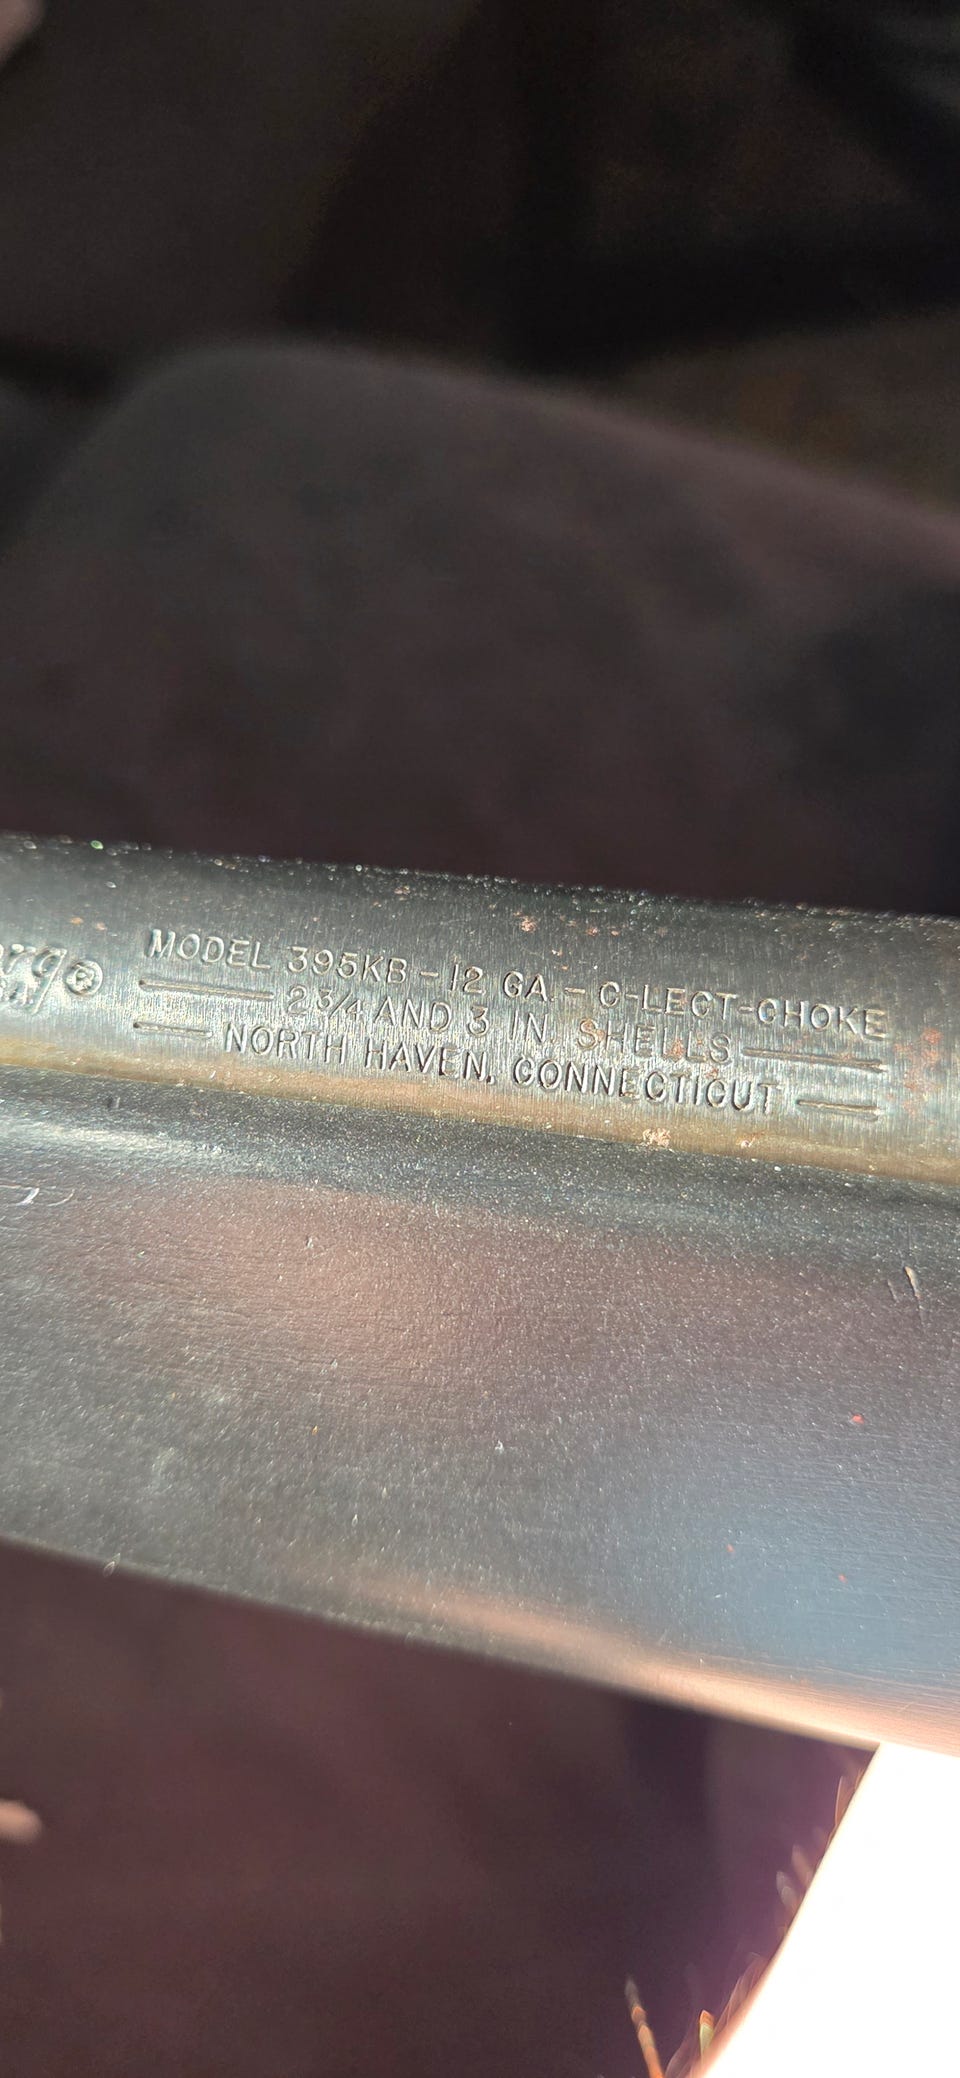 MODEL 395KB - 12 GA. - C-LECT-CHOKE
2 3/4 AND 3 IN. SHELLS
NORTH HAVEN, CONNECTICUT